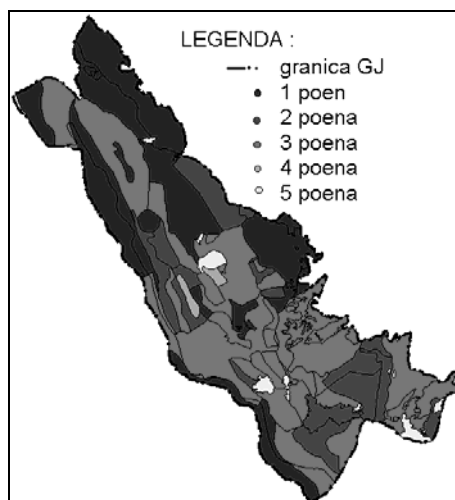 LEGENDA :
granica GJ
1 poen
2 poena
3 poena
4 poena
5 poena